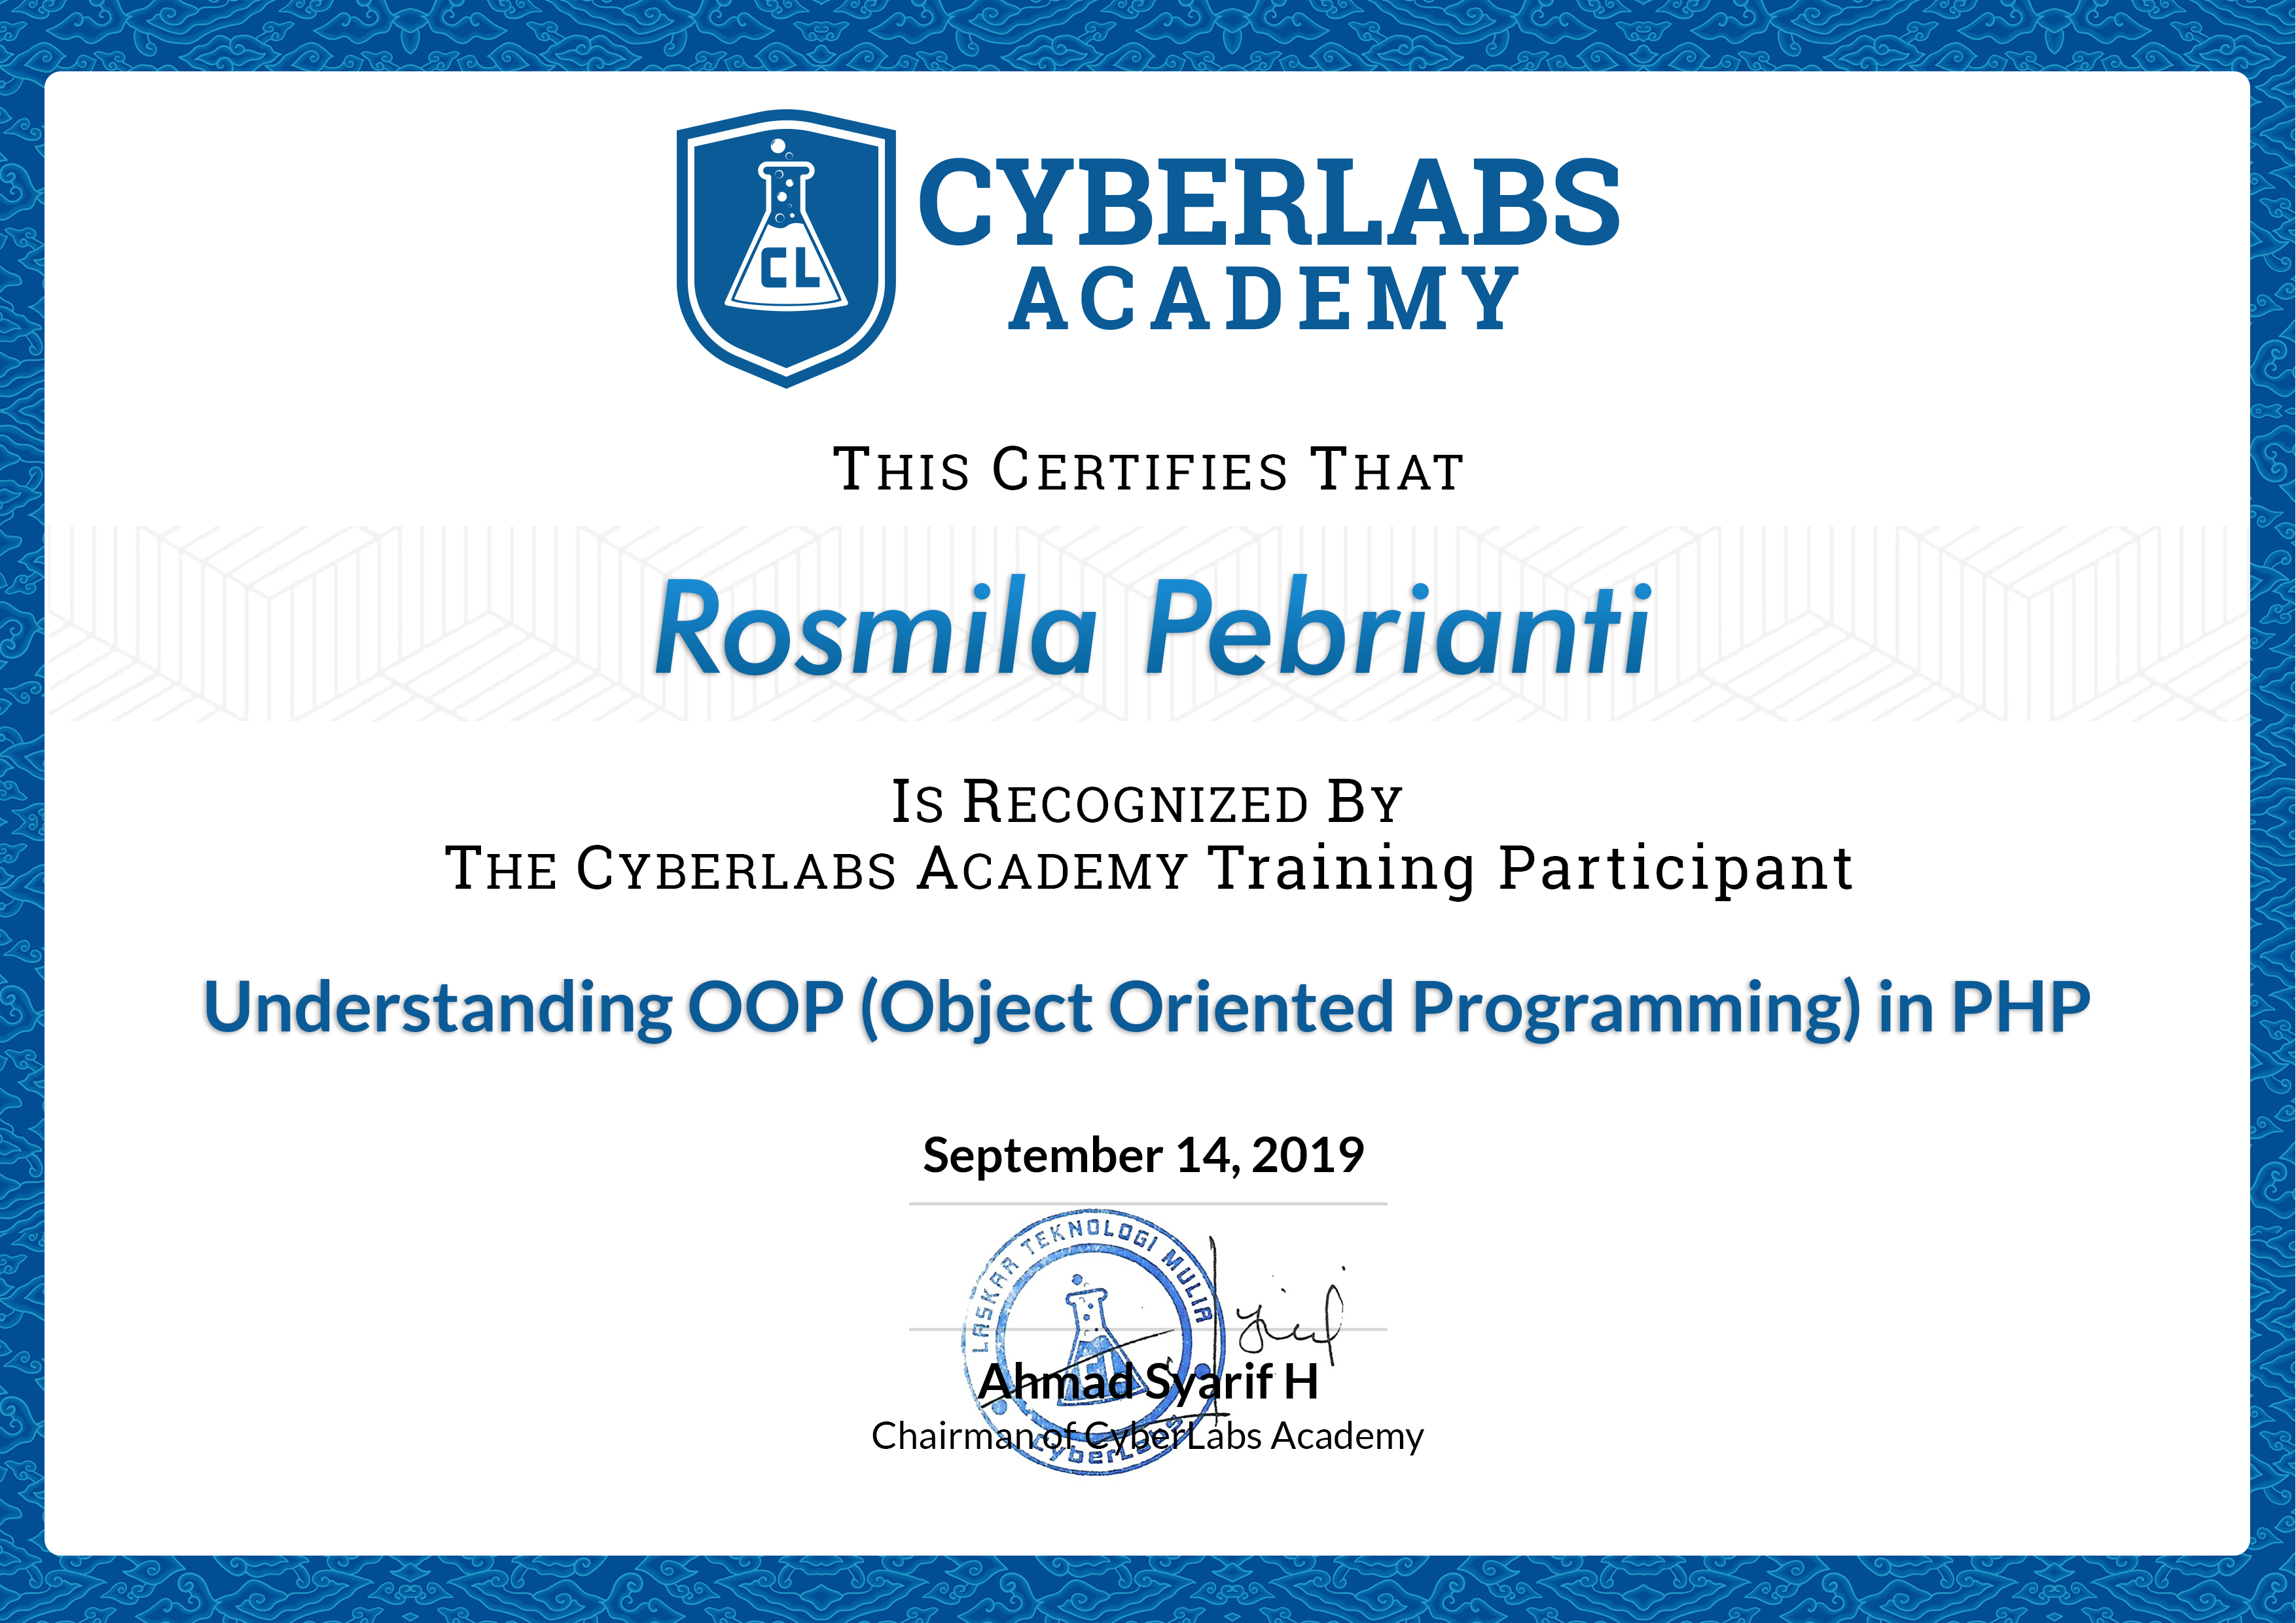 CL
CYBERLABS
ACADEMY
THIS CERTIFIES THAT
Rosmila Pebrianti
IS RECOGNIZED BY
THE CYBERLABS ACADEMY Training Participant
Understanding OOP (Object Oriented Programming) in PHP
September 14, 2019
LASKAR TEKNOLOGI MULIA
Ahmad Syarif H
Chairman of CyberLabs Academy
CyberLabs